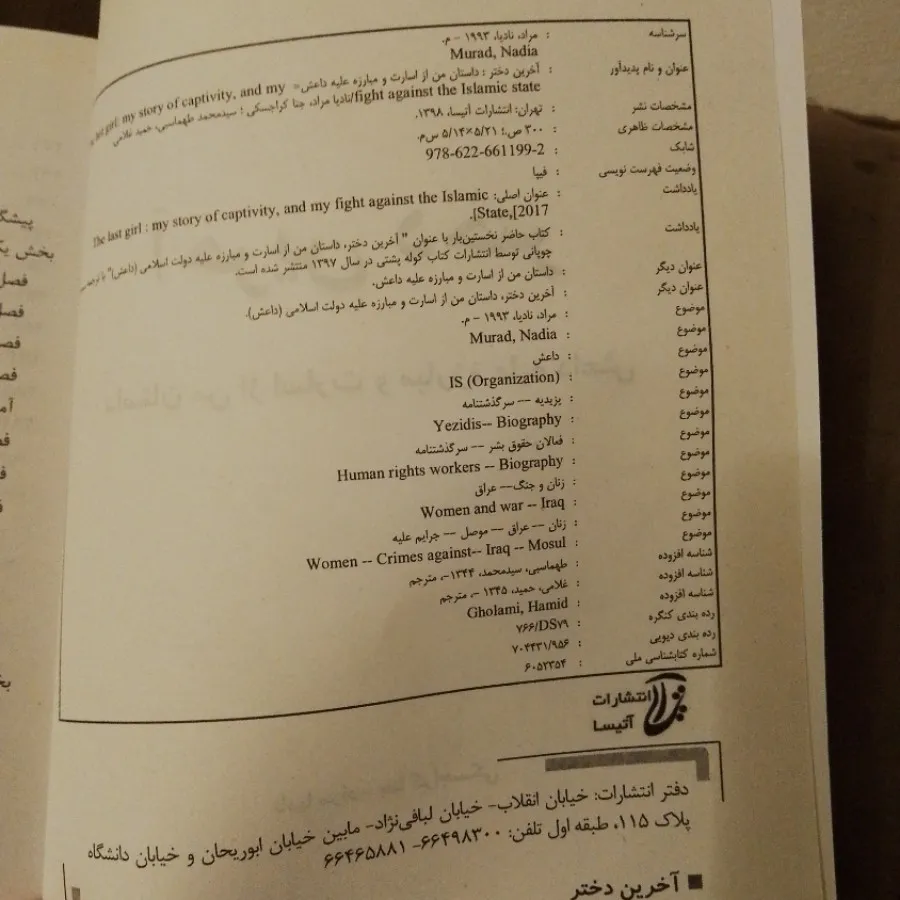 سرشناسه : مراد، نادیا، ۱۹۹۳ - م.
Murad, Nadia
عنوان و نام پدیدآور : آخرین دختر : داستان من از اسارت و مبارزه علیه داعش= last girl: my story of captivity, and my
fight against the Islamic state/نادیا مراد، جنا کراجسکی ؛ سیدمحمد طهماسبی، حمید غلامی
مشخصات نشر : تهران: انتشارات آتیسا، ۱۳۹۸.
مشخصات ظاهری : ۳۰۰ ص.؛ ۵/۱۴×۵/۲۱ س‌م.
شابک : 978-622-661199-2
وضعیت فهرست نویسی : فیپا
یادداشت : عنوان اصلی: The last girl : my story of captivity, and my fight against the Islamic
State,[2017].
یادداشت : کتاب حاضر نخستین‌بار با عنوان " آخرین دختر، داستان من از اسارت و مبارزه علیه دولت اسلامی (داعش)" با
چوپانی توسط انتشارات کتاب کوله پشتی در سال ۱۳۹۷ منتشر شده است.
عنوان دیگر : داستان من از اسارت و مبارزه علیه داعش.
عنوان دیگر : آخرین دختر، داستان من از اسارت و مبارزه علیه دولت اسلامی (داعش).
موضوع : مراد، نادیا، ۱۹۹۳ - م.
موضوع : Murad, Nadia
موضوع : داعش
موضوع : IS (Organization)
موضوع : یزیدیه -- سرگذشتنامه
موضوع : Yezidis-- Biography
موضوع : فعالان حقوق بشر -- سرگذشتنامه
موضوع : Human rights workers -- Biography
موضوع : زنان و جنگ-- عراق
موضوع : Women and war -- Iraq
موضوع : زنان -- عراق -- موصل -- جرایم علیه
موضوع : Women -- Crimes against-- Iraq -- Mosul
شناسه افزوده : طهماسبی، سیدمحمد، ۱۳۴۴-، مترجم
شناسه افزوده : غلامی، حمید، ۱۳۴۵ -، مترجم
شناسه افزوده : Gholami, Hamid
رده بندی کنگره : ۷۶۶/DS۷۹
رده بندی دیویی : ۷۰۴۴۳۱/۹۵۶
شماره کتابشناسی ملی : ۶۰۵۲۳۵۴
انتشارات
آتیسا
دفتر انتشارات: خیابان انقلاب- خیابان لبافی‌نژاد- مابین خیابان ابوریحان و خیابان دانشگاه
پلاک ۱۱۵، طبقه اول تلفن: ۶۶۴۹۸۳۰۰- ۶۶۴۶۵۸۸۱
■ آخرین دختر